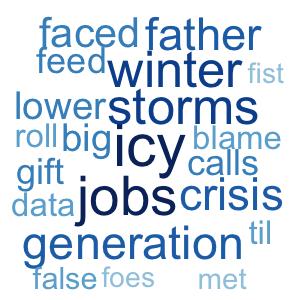 faced father
feed winter fist
lower storms
roll big icy blame
gift calls
data jobs crisis
generation til
false foes met